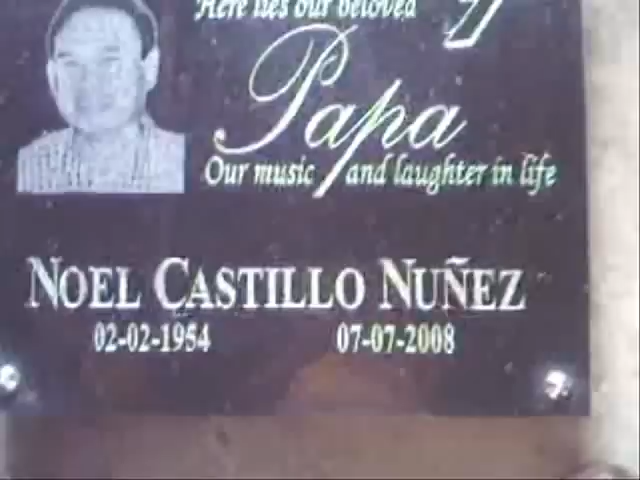 Here lies our beloved
Papa
Our music and laughter in life
NOEL CASTILLO NUÑEZ
02-02-1954 07-07-2008